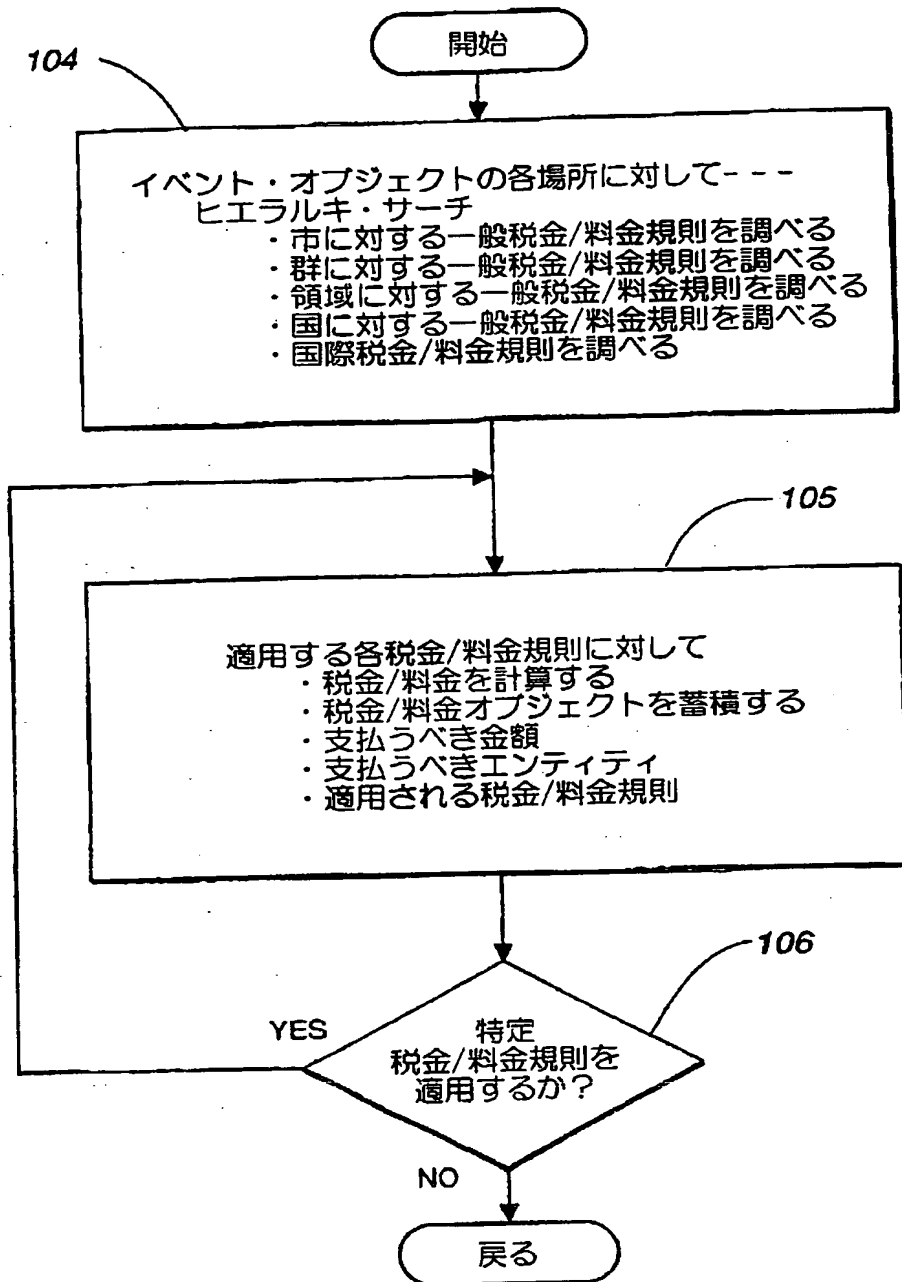 開始
104
イベント・オブジェクトの各場所に対して---
ヒエラルキ・サーチ
・市に対する一般税金/料金規則を調べる
・群に対する一般税金/料金規則を調べる
・領域に対する一般税金/料金規則を調べる
・国に対する一般税金/料金規則を調べる
・国際税金/料金規則を調べる
105
適用する各税金/料金規則に対して
・税金/料金を計算する
・税金/料金オブジェクトを蓄積する
・支払うべき金額
・支払うべきエンティティ
・適用される税金/料金規則
106
YES
特定
税金/料金規則を
適用するか?
NO
戻る